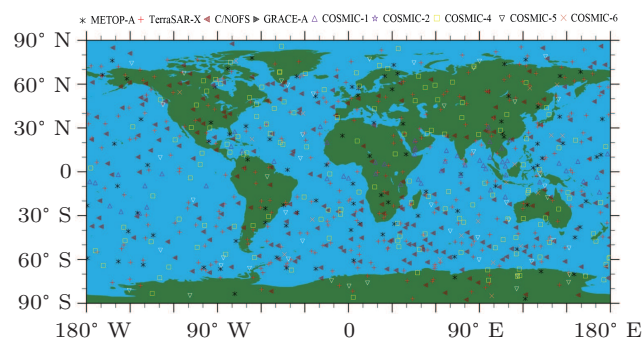 METOP-A TerraSAR-X C/NOFS GRACE-A COSMIC-1 COSMIC-2 COSMIC-4 COSMIC-5 COSMIC-6
90° N
60° N
30° N
0
30° S
60° S
90° S
180° W 90° W 0 90° E 180° E